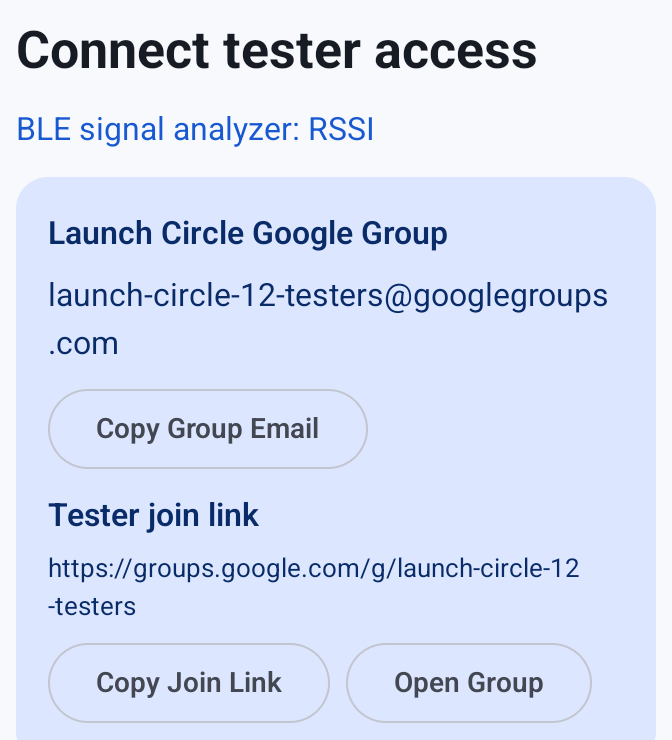 Connect tester access
BLE signal analyzer: RSSI
Launch Circle Google Group
launch-circle-12-testers@googlegroups
.com
Copy Group Email
Tester join link
https://groups.google.com/g/launch-circle-12
-testers
Copy Join Link
Open Group